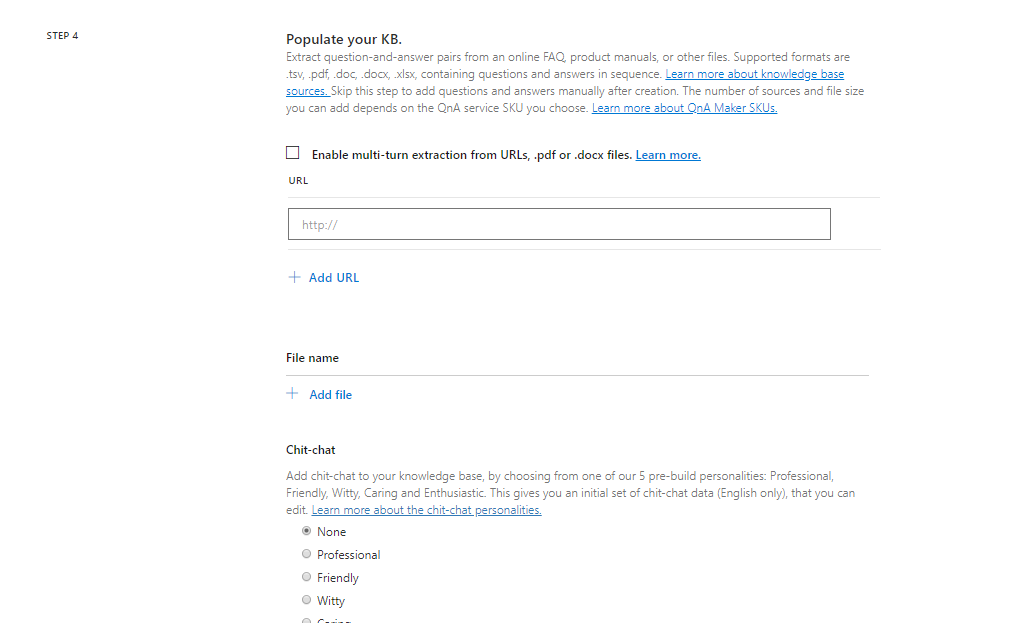 STEP 4
Populate your KB.
Extract question-and-answer pairs from an online FAQ, product manuals, or other files. Supported formats are
.tsv, .pdf, .doc, .docx, .xlsx, containing questions and answers in sequence. Learn more about knowledge base
sources. Skip this step to add questions and answers manually after creation. The number of sources and file size
you can add depends on the QnA service SKU you choose. Learn more about QnA Maker SKUs.
Enable multi-turn extraction from URLs, .pdf or .docx files. Learn more.
URL
http://
Add URL
File name
Add file
Chit-chat
Add chit-chat to your knowledge base, by choosing from one of our 5 pre-build personalities: Professional,
Friendly, Witty, Caring and Enthusiastic. This gives you an initial set of chit-chat data (English only), that you can
edit. Learn more about the chit-chat personalities.
None
Professional
Friendly
Witty
Caring